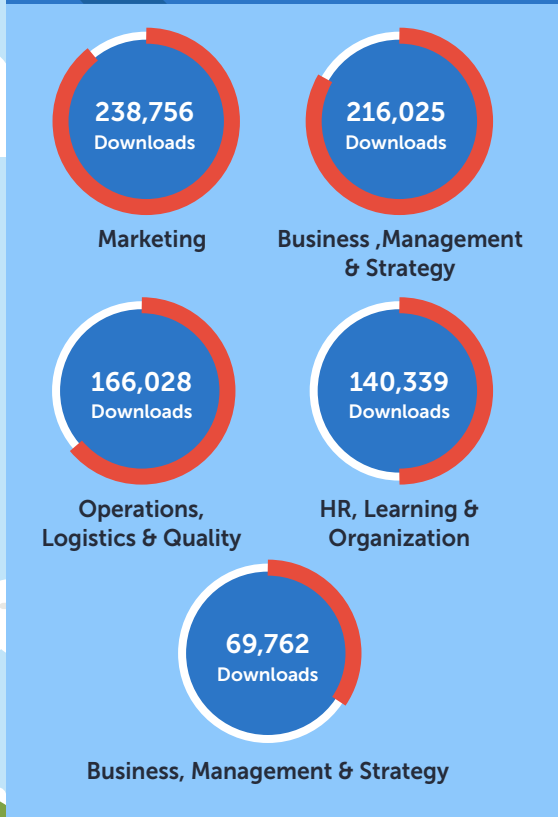 238,756
Downloads
Marketing
216,025
Downloads
Business ,Management
& Strategy
166,028
Downloads
Operations,
Logistics & Quality
140,339
Downloads
HR, Learning &
Organization
69,762
Downloads
Business, Management & Strategy